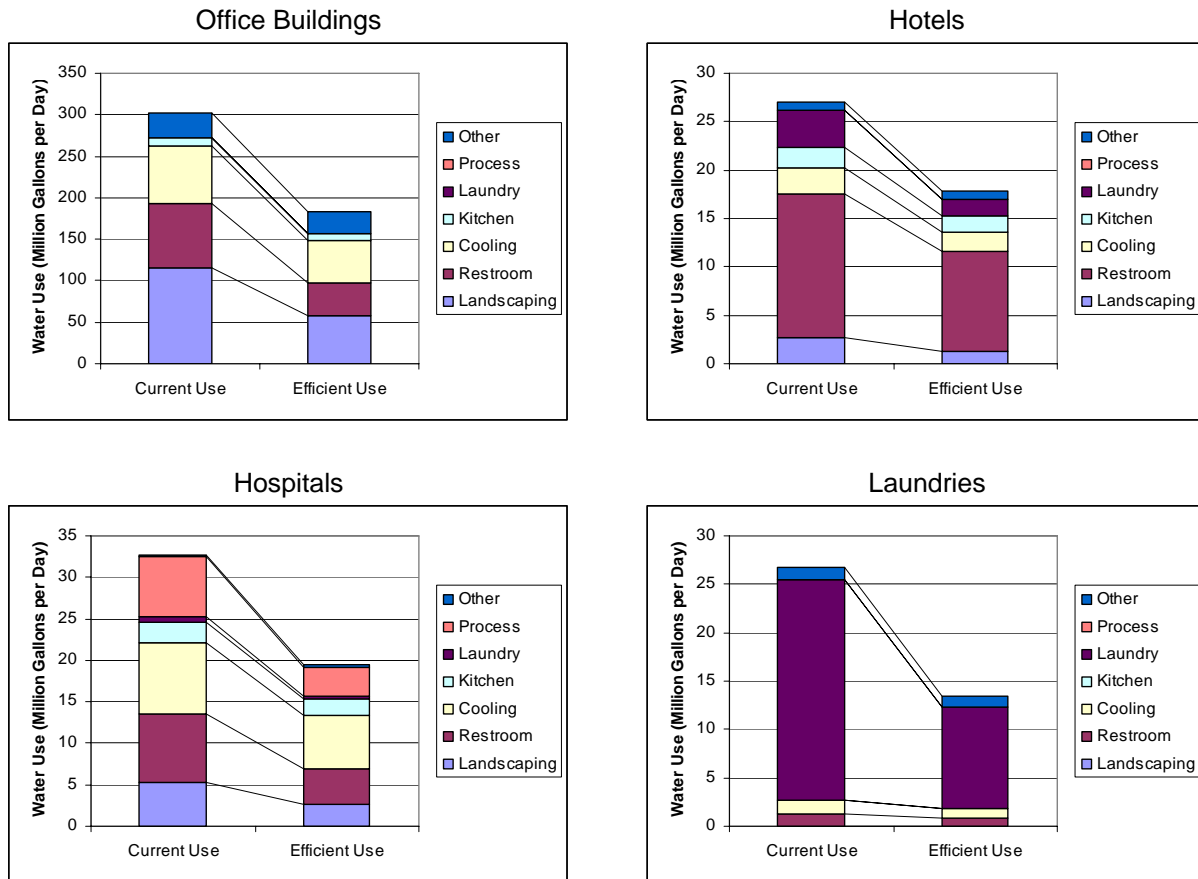 Office Buildings
Water Use (Million Gallons per Day)
350
300
250
200
150
100
50
0
Current Use
Efficient Use
Other
Process
Laundry
Kitchen
Cooling
Restroom
Landscaping
Hotels
Water Use (Million Gallons per Day)
30
25
20
15
10
5
0
Current Use
Efficient Use
Other
Process
Laundry
Kitchen
Cooling
Restroom
Landscaping
Hospitals
Water Use (Million Gallons per Day)
35
30
25
20
15
10
5
0
Current Use
Efficient Use
Other
Process
Laundry
Kitchen
Cooling
Restroom
Landscaping
Laundries
Water Use (Million Gallons per Day)
30
25
20
15
10
5
0
Current Use
Efficient Use
Other
Process
Laundry
Kitchen
Cooling
Restroom
Landscaping